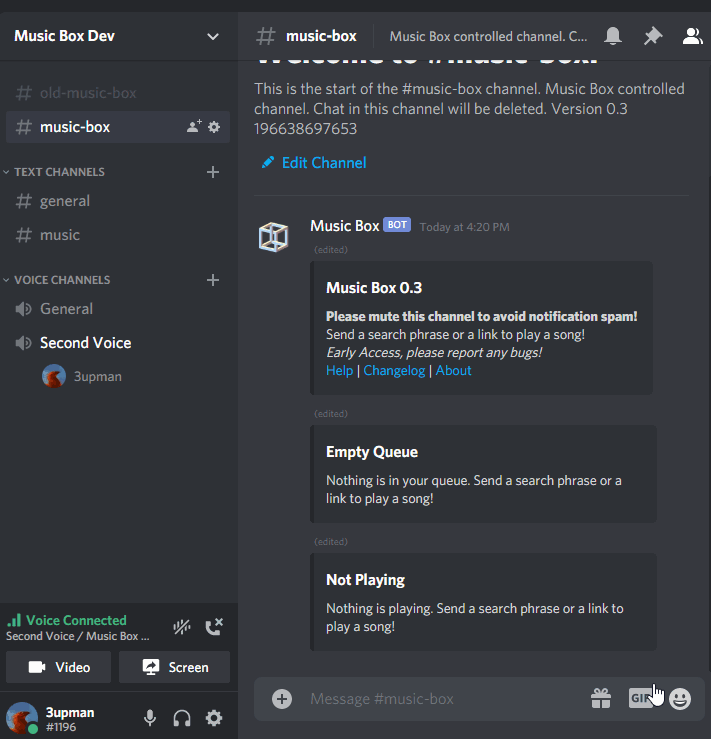 Music Box Dev
old-music-box
music-box
TEXT CHANNELS
general
music
VOICE CHANNELS
General
Second Voice
3upman
Voice Connected
Second Voice / Music Box ...
Video
Screen
3upman
#1196
music-box
Music Box controlled channel. C...
Welcome to #music-box!
This is the start of the #music-box channel. Music Box controlled
channel. Chat in this channel will be deleted. Version 0.3
196638697653
Edit Channel
Music Box BOT Today at 4:20 PM
(edited)
Music Box 0.3
Please mute this channel to avoid notification spam!
Send a search phrase or a link to play a song!
Early Access, please report any bugs!
Help | Changelog | About
(edited)
Empty Queue
Nothing is in your queue. Send a search phrase or a
link to play a song!
(edited)
Not Playing
Nothing is playing. Send a search phrase or a link to
play a song!
Message #music-box
GIF